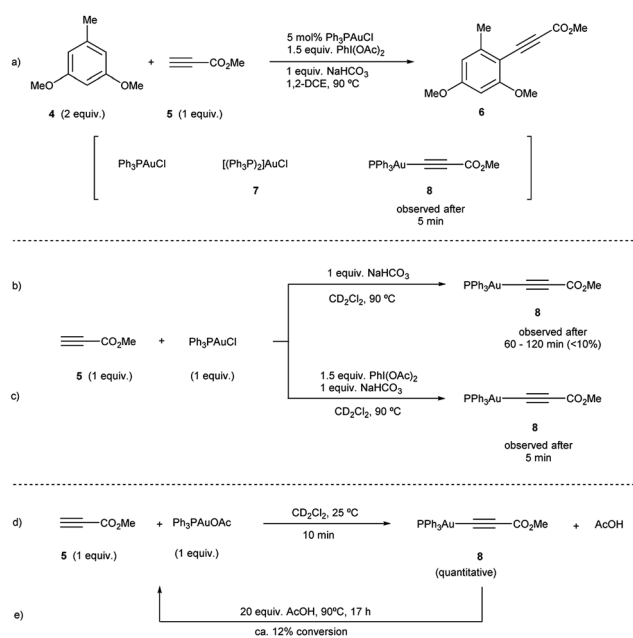 a)
Me
MeO
OMe
4 (2 equiv.)
+
CO2Me
5 (1 equiv.)
5 mol% Ph3PAuCl
1.5 equiv. PhI(OAc)2
1 equiv. NaHCO3
1,2-DCE, 90 ºC
Me
CO2Me
MeO
OMe
6
Ph3PAuCl
[(Ph3P)2]AuCl
7
PPh3Au
CO2Me
8
observed after
5 min
b)
1 equiv. NaHCO3
CD2Cl2, 90 ºC
PPh3Au
CO2Me
8
observed after
60 - 120 min (<10%)
CO2Me + Ph3PAuCl
5 (1 equiv.) (1 equiv.)
c)
1.5 equiv. PhI(OAc)2
1 equiv. NaHCO3
CD2Cl2, 90 ºC
PPh3Au
CO2Me
8
observed after
5 min
d)
CO2Me + Ph3PAuOAc
5 (1 equiv.) (1 equiv.)
CD2Cl2, 25 ºC
10 min
PPh3Au
CO2Me + AcOH
8
(quantitative)
e)
20 equiv. AcOH, 90ºC, 17 h
ca. 12% conversion